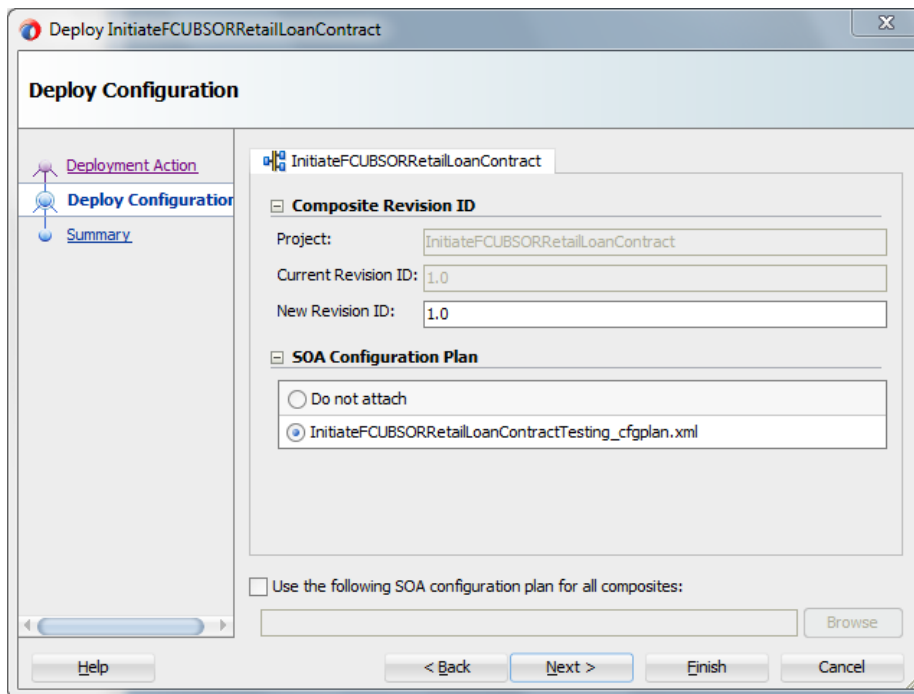 Deploy InitiateFCUBSORRetailLoanContract
Deploy Configuration
Deployment Action
Deploy Configuration
Summary
InitiateFCUBSORRetailLoanContract
Composite Revision ID
Project: InitiateFCUBSORRetailLoanContract
Current Revision ID: 1.0
New Revision ID: 1.0
SOA Configuration Plan
Do not attach
InitiateFCUBSORRetailLoanContractTesting_cfgplan.xml
Use the following SOA configuration plan for all composites:
Browse
Help < Back Next > Finish Cancel